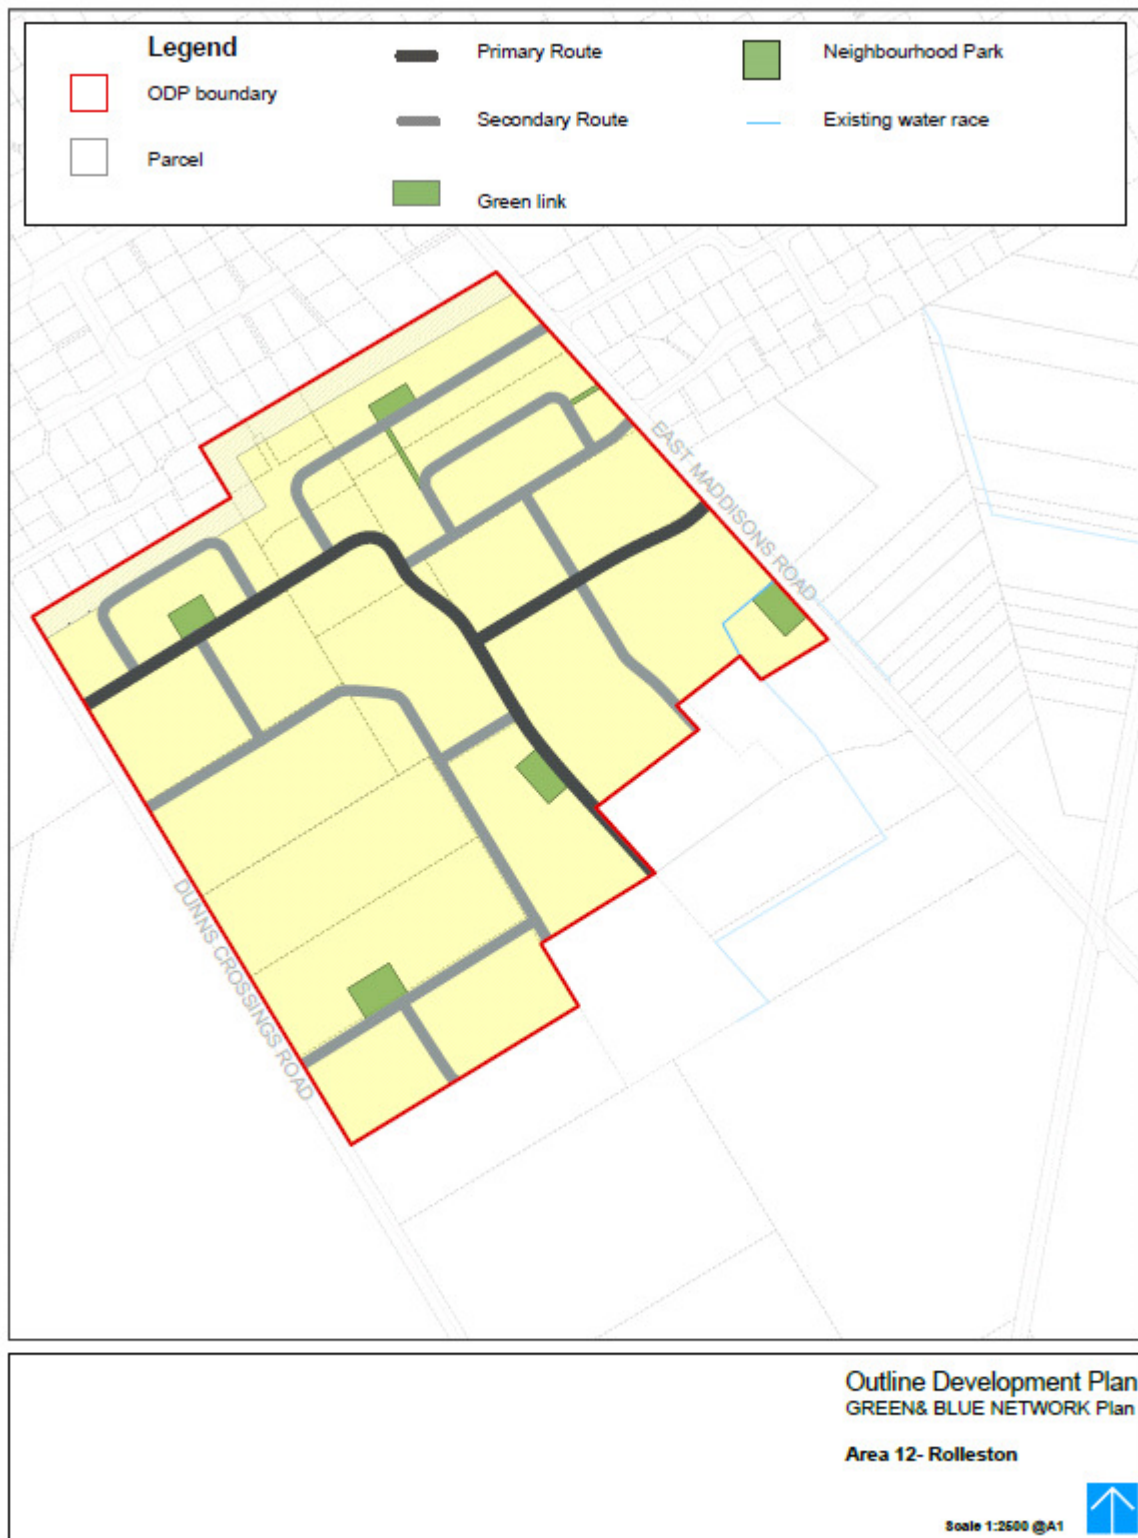 Legend
ODP boundary
Parcel
Primary Route
Secondary Route
Green link
Neighbourhood Park
Existing water race
EAST MADDISONS ROAD
DUNNS CROSSINGS ROAD
Outline Development Plan
GREEN& BLUE NETWORK Plan
Area 12- Rolleston
Scale 1:2500 @A1